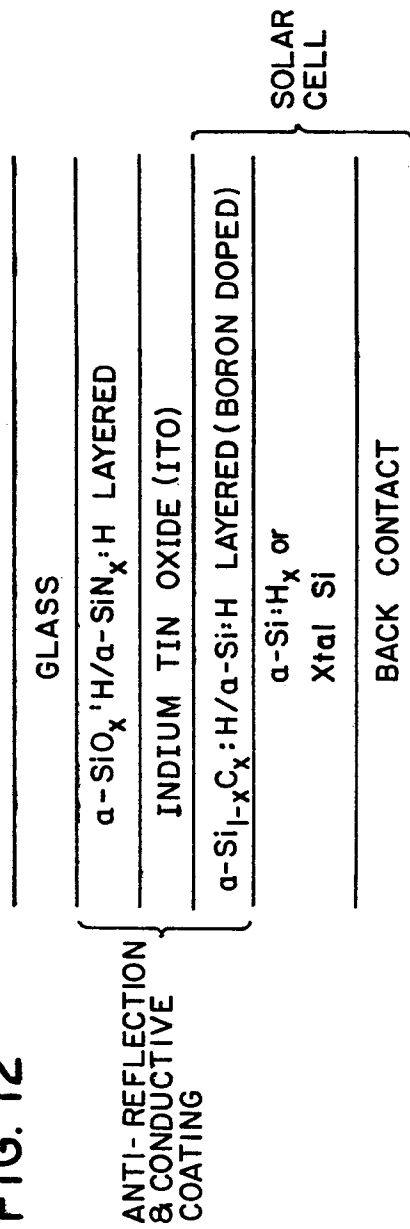 FIG. 12
GLASS
a-SiOₓ'H/a-SiNₓ:H LAYERED
INDIUM TIN OXIDE (ITO)
a-Si₁₋ₓCₓ:H/a-Si:H LAYERED (BORON DOPED)
a-Si:Hₓ or
Xtal Si
BACK CONTACT
ANTI-REFLECTION
& CONDUCTIVE
COATING
SOLAR
CELL